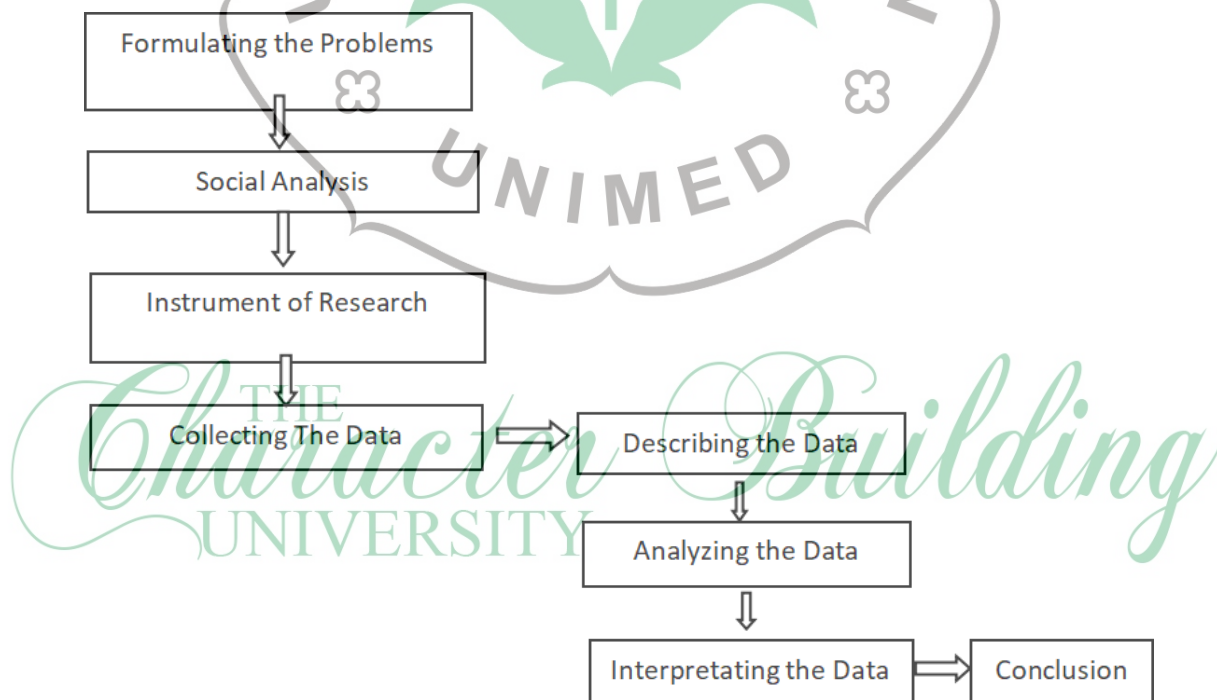 Formulating the Problems
UNIMED
Social Analysis
Instrument of Research
THE
Character Building
UNIVERSITY
Collecting The Data
Describing the Data
Analyzing the Data
Interpretating the Data
Conclusion